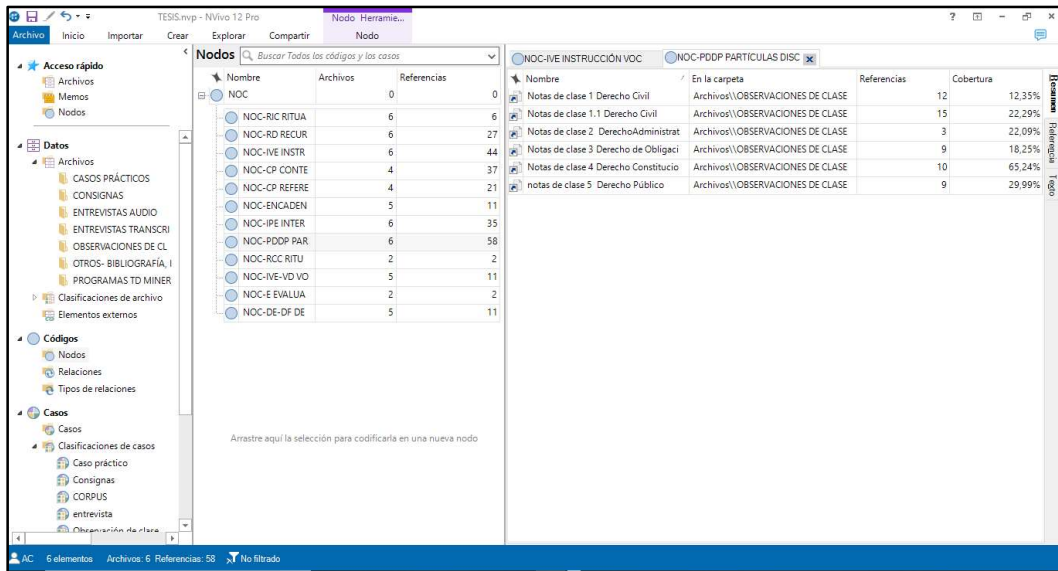 TESIS.nvp - NVivo 12 Pro
Nodo Herramie...
Archivo Inicio Importar Crear Explorar Compartir Nodo
Acceso rápido
Archivos
Memos
Nodos
Datos
Archivos
CASOS PRÁCTICOS
CONSIGNAS
ENTREVISTAS AUDIO
ENTREVISTAS TRANSCRI
OBSERVACIONES DE CL
OTROS- BIBLIOGRAFÍA, I
PROGRAMAS TD MINER
Clasificaciones de archivo
Elementos externos
Códigos
Nodos
Relaciones
Tipos de relaciones
Casos
Casos
Clasificaciones de casos
Caso práctico
Consignas
CORPUS
entrevista
Observación de clase
Nodos Buscar Todos los códigos y los casos
Nombre Archivos Referencias
NOC 0 0
NOC-RIC RITUA 6 6
NOC-RD RECUR 6 27
NOC-IVE INSTR 6 44
NOC-CP CONTE 4 37
NOC-CP REFERE 4 21
NOC-ENCADEN 5 11
NOC-IPE INTER 6 35
NOC-PDDP PAR 6 58
NOC-RCC RITU 2 2
NOC-IVE-VD VO 5 11
NOC-E EVALUA 2 2
NOC-DE-DF DE 5 11
Arrastre aquí la selección para codificarla en una nueva nodo
NOC-IVE INSTRUCCIÓN VOC NOC-PDDP PARTÍCULAS DISC
Nombre En la carpeta Referencias Cobertura
Notas de clase 1 Derecho Civil Archivos\\OBSERVACIONES DE CLASE 12 12,35%
Notas de clase 1.1 Derecho Civil Archivos\\OBSERVACIONES DE CLASE 15 22,29%
Notas de clase 2 DerechoAdministrat Archivos\\OBSERVACIONES DE CLASE 3 22,09%
Notas de clase 3 Derecho de Obligaci Archivos\\OBSERVACIONES DE CLASE 9 18,25%
Notas de clase 4 Derecho Constitucio Archivos\\OBSERVACIONES DE CLASE 10 65,24%
notas de clase 5 Derecho Público Archivos\\OBSERVACIONES DE CLASE 9 29,99%
Resumen
Referencia
Texto
AC 6 elementos Archivos: 6 Referencias: 58 No filtrado